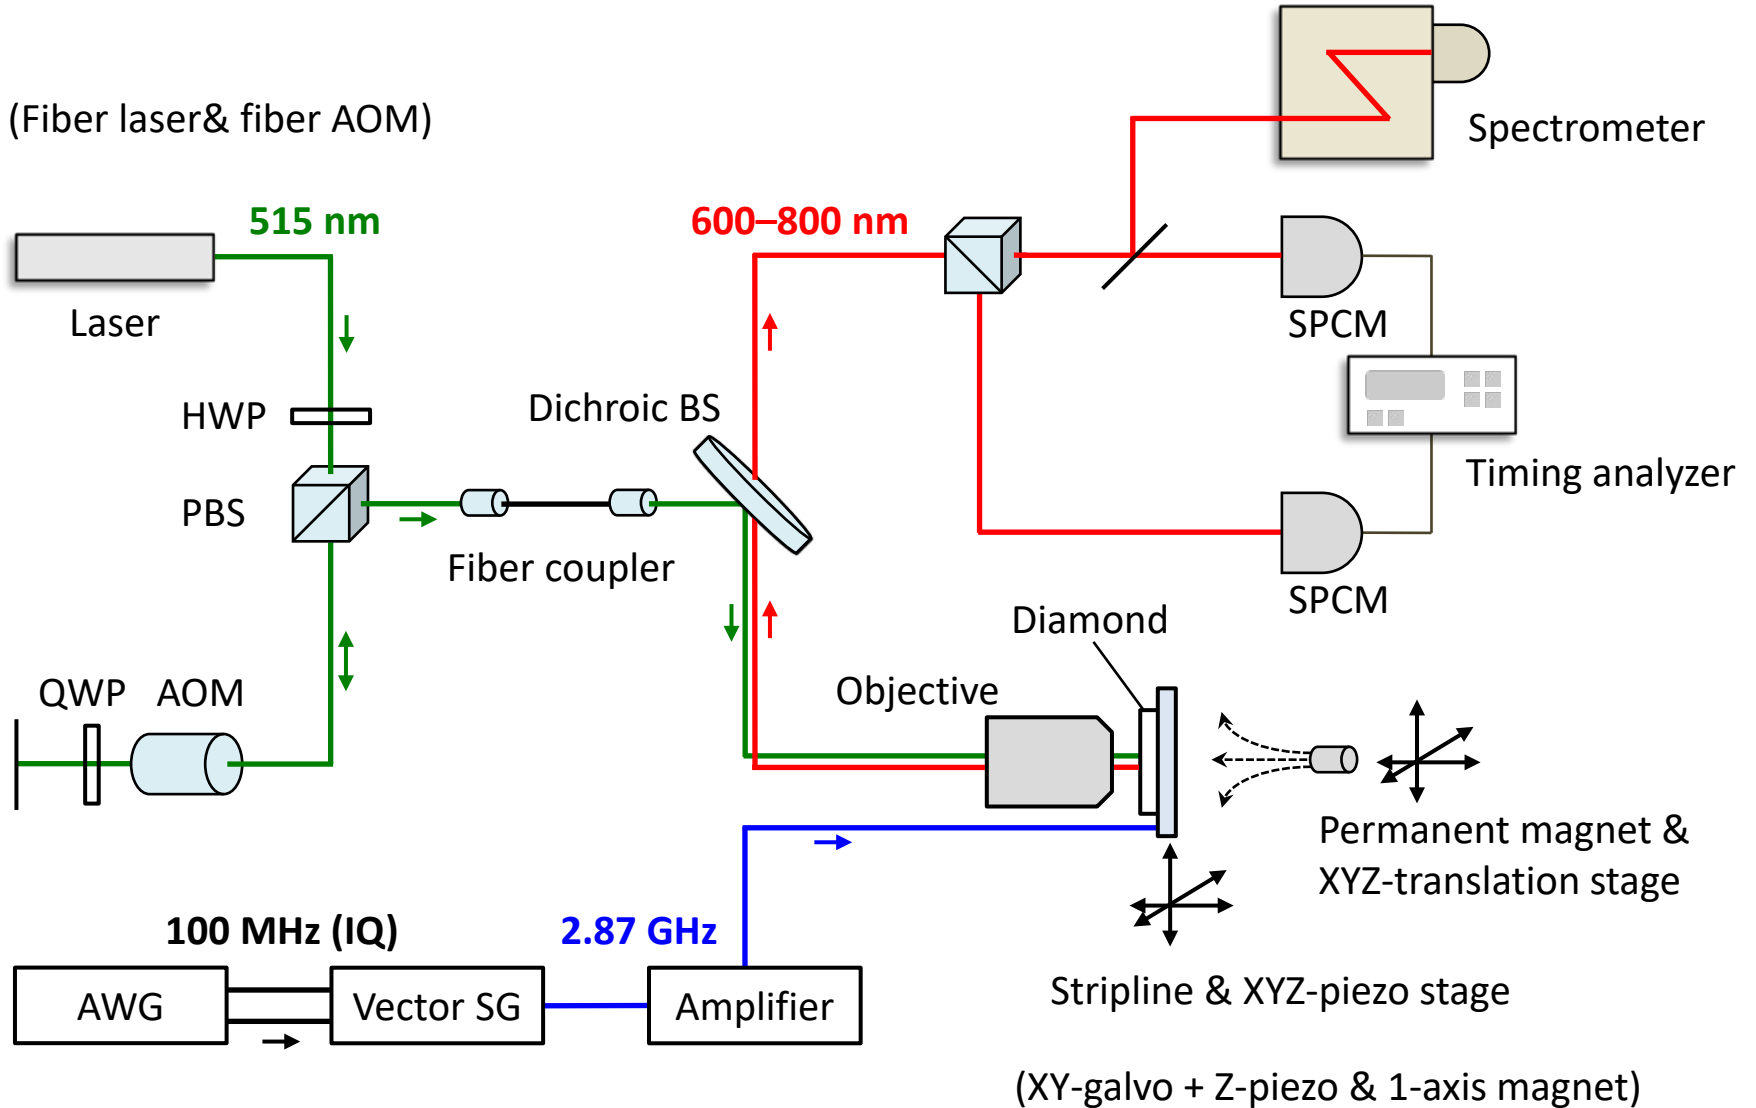 (Fiber laser& fiber AOM)
Spectrometer
515 nm
600–800 nm
Laser
SPCM
HWP
Dichroic BS
Timing analyzer
PBS
Fiber coupler
SPCM
Diamond
QWP
AOM
Objective
Permanent magnet &
XYZ-translation stage
100 MHz (IQ)
2.87 GHz
AWG
Vector SG
Amplifier
Stripline & XYZ-piezo stage
(XY-galvo + Z-piezo & 1-axis magnet)